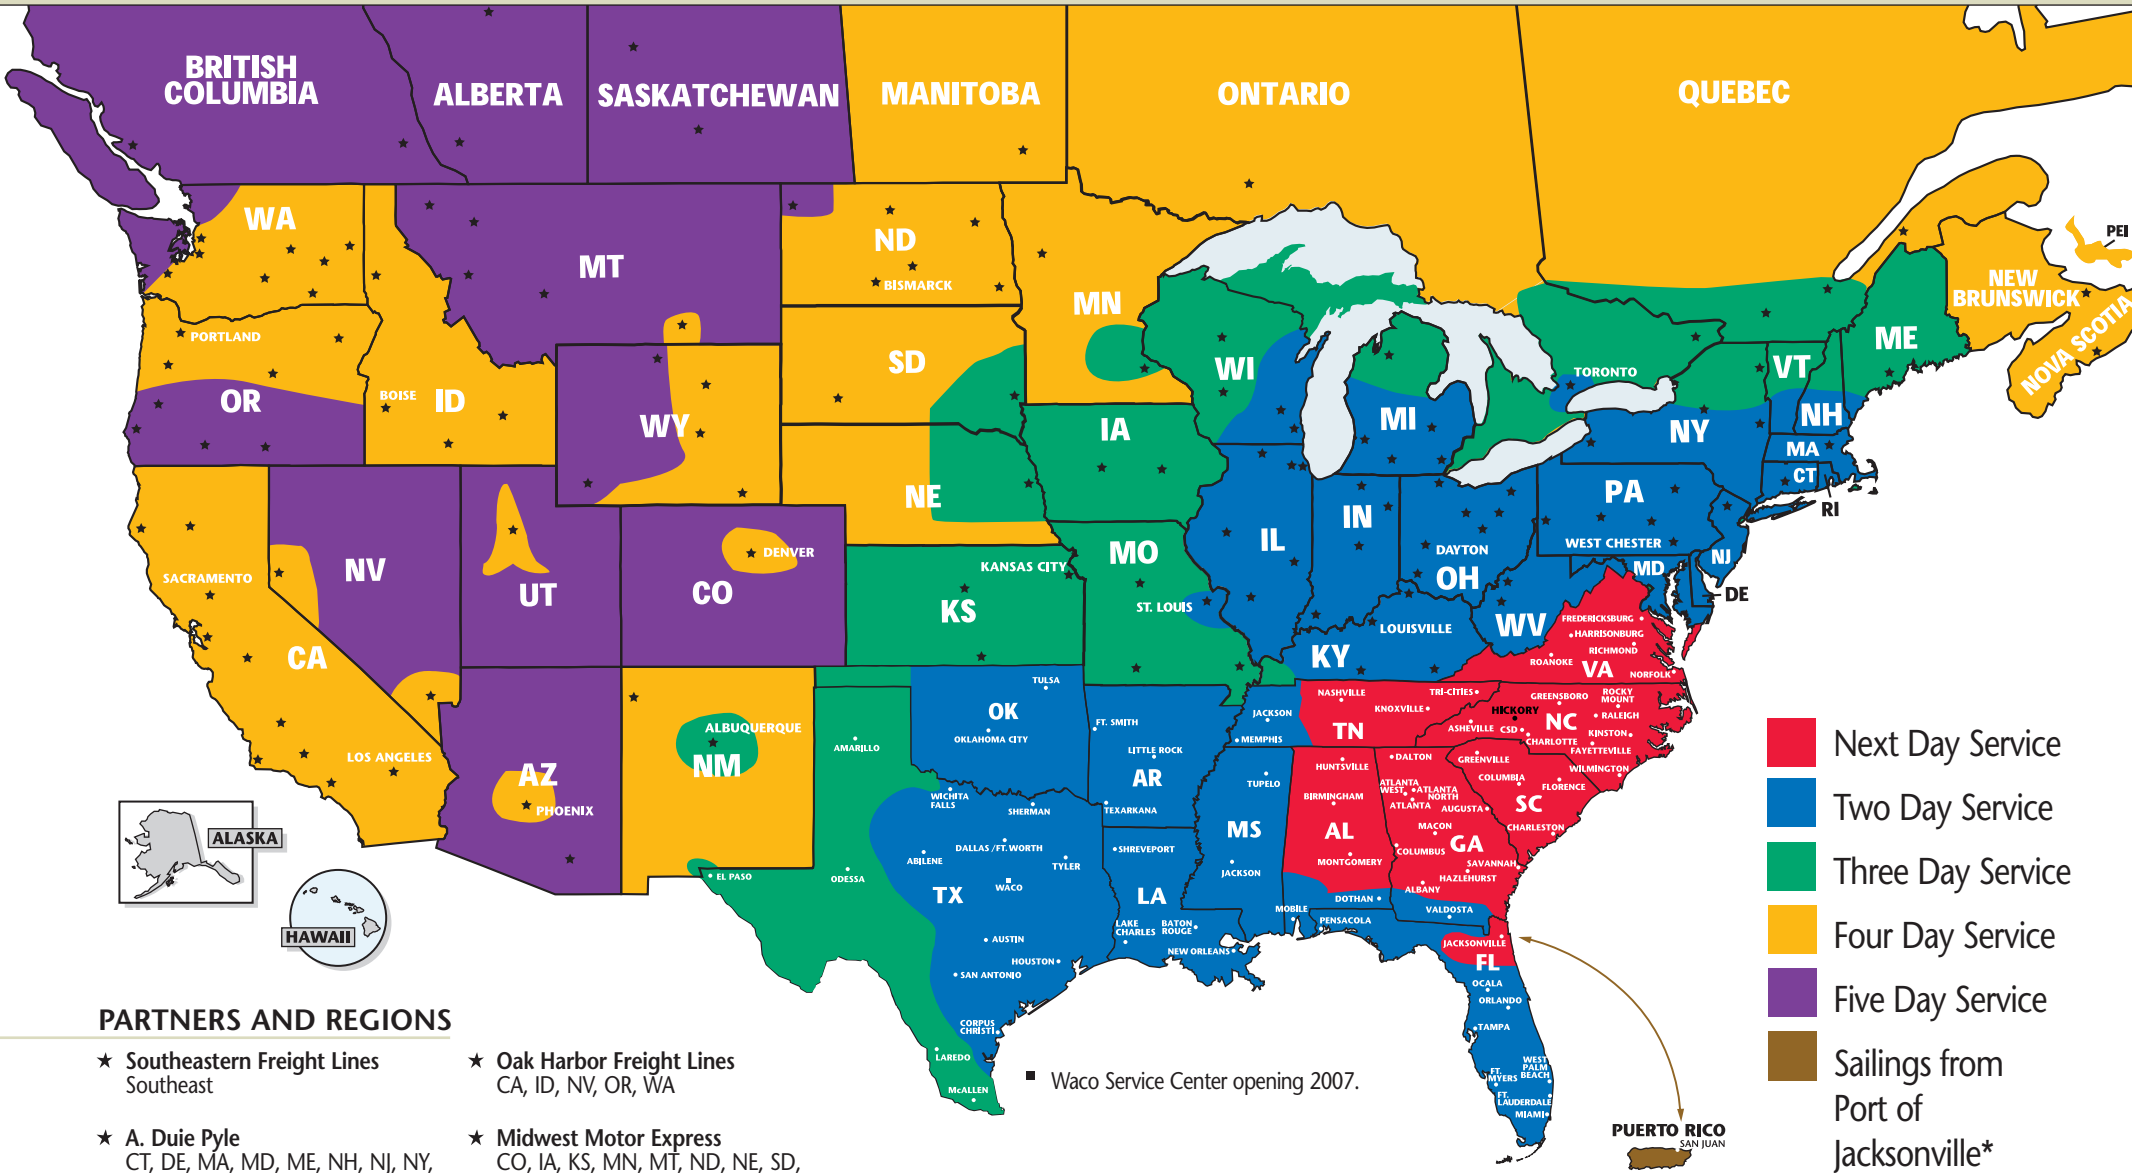 BRITISH
COLUMBIA
ALBERTA
SASKATCHEWAN
MANITOBA
ONTARIO
QUEBEC
WA
MT
ND
BISMARCK
MN
PEI
NEW
BRUNSWICK
NOVA SCOTIA
ME
PORTLAND
OR
BOISE
ID
WY
SD
WI
MI
TORONTO
VT
NH
NY
MA
CT
RI
IA
NE
PA
WEST CHESTER
NJ
MD
DE
IL
IN
DAYTON
OH
WV
SACRAMENTO
NV
UT
CO
DENVER
KANSAS CITY
KS
MO
ST. LOUIS
LOUISVILLE
KY
CA
LOS ANGELES
AZ
PHOENIX
ALBUQUERQUE
NM
FREDERICKSBURG
HARRISONBURG
RICHMOND
ROANOKE
VA
NORFOLK
TULSA
OK
OKLAHOMA CITY
FT. SMITH
LITTLE ROCK
AR
TEXARKANA
JACKSON
MEMPHIS
NASHVILLE
TRI-CITIES
KNOXVILLE
TN
GREENSBORO
ROCKY
MOUNT
HICKORY
NC
RALEIGH
ASHEVILLE
CSD
CHARLOTTE
KINSTON
FAYETTEVILLE
WILMINGTON
AMARILLO
WICHITA
FALLS
SHERMAN
DALLAS/FT. WORTH
ABILENE
TYLER
WACO
TX
ODESSA
EL PASO
AUSTIN
HOUSTON
SAN ANTONIO
CORPUS
CHRISTI
LAREDO
McALLEN
SHREVEPORT
LA
LAKE
CHARLES
BATON
ROUGE
NEW ORLEANS
TUPELO
MS
JACKSON
HUNTSVILLE
BIRMINGHAM
AL
MONTGOMERY
DOTHAN
MOBILE
PENSACOLA
DALTON
ATLANTA
WEST
ATLANTA
NORTH
ATLANTA
AUGUSTA
MACON
GA
COLUMBUS
SAVANNAH
HAZLEHURST
ALBANY
VALDOSTA
GREENVILLE
COLUMBIA
FLORENCE
SC
CHARLESTON
JACKSONVILLE
FL
OCALA
ORLANDO
TAMPA
WEST
PALM
BEACH
FT.
MYERS
FT.
LAUDERDALE
MIAMI
ALASKA
HAWAII
PUERTO RICO
SAN JUAN
Next Day Service
Two Day Service
Three Day Service
Four Day Service
Five Day Service
Sailings from
Port of
Jacksonville*
PARTNERS AND REGIONS
★ Southeastern Freight Lines
Southeast
★ A. Duie Pyle
CT, DE, MA, MD, ME, NH, NJ, NY,
★ Oak Harbor Freight Lines
CA, ID, NV, OR, WA
★ Midwest Motor Express
CO, IA, KS, MN, MT, ND, NE, SD,
■ Waco Service Center opening 2007.